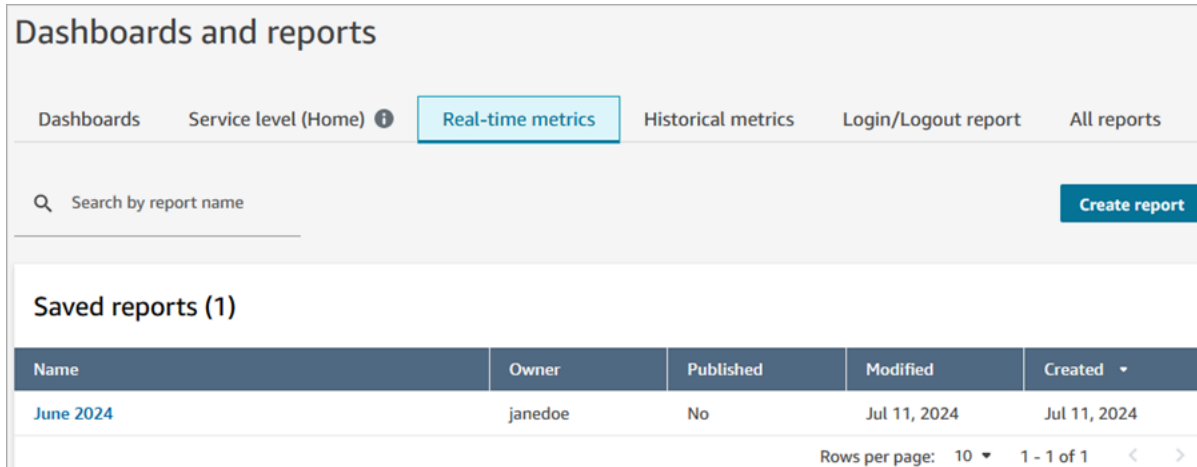 Dashboards and reports
Dashboards Service level (Home) Real-time metrics Historical metrics Login/Logout report All reports
Search by report name Create report
Saved reports (1)
Name Owner Published Modified Created
June 2024 janedoe No Jul 11, 2024 Jul 11, 2024
Rows per page: 10 1 - 1 of 1